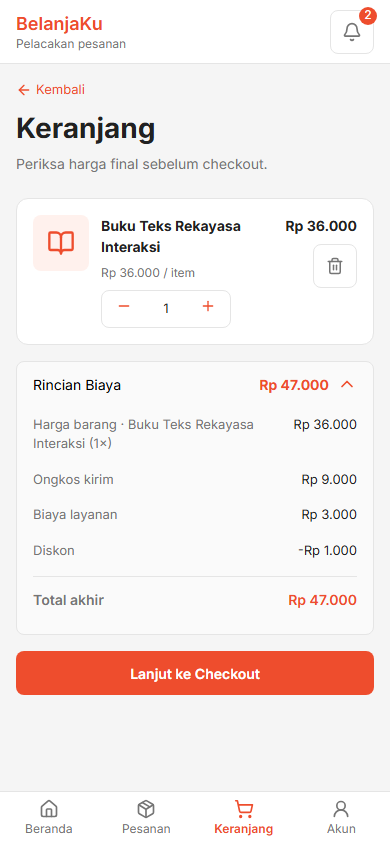 BelanjaKu
Pelacakan pesanan
2
Kembali
Keranjang
Periksa harga final sebelum checkout.
Buku Teks Rekayasa
Interaksi
Rp 36.000
Rp 36.000 / item
1
Rincian Biaya
Rp 47.000
Harga barang · Buku Teks Rekayasa
Interaksi (1×)
Rp 36.000
Ongkos kirim
Rp 9.000
Biaya layanan
Rp 3.000
Diskon
-Rp 1.000
Total akhir
Rp 47.000
Lanjut ke Checkout
Beranda
Pesanan
Keranjang
Akun